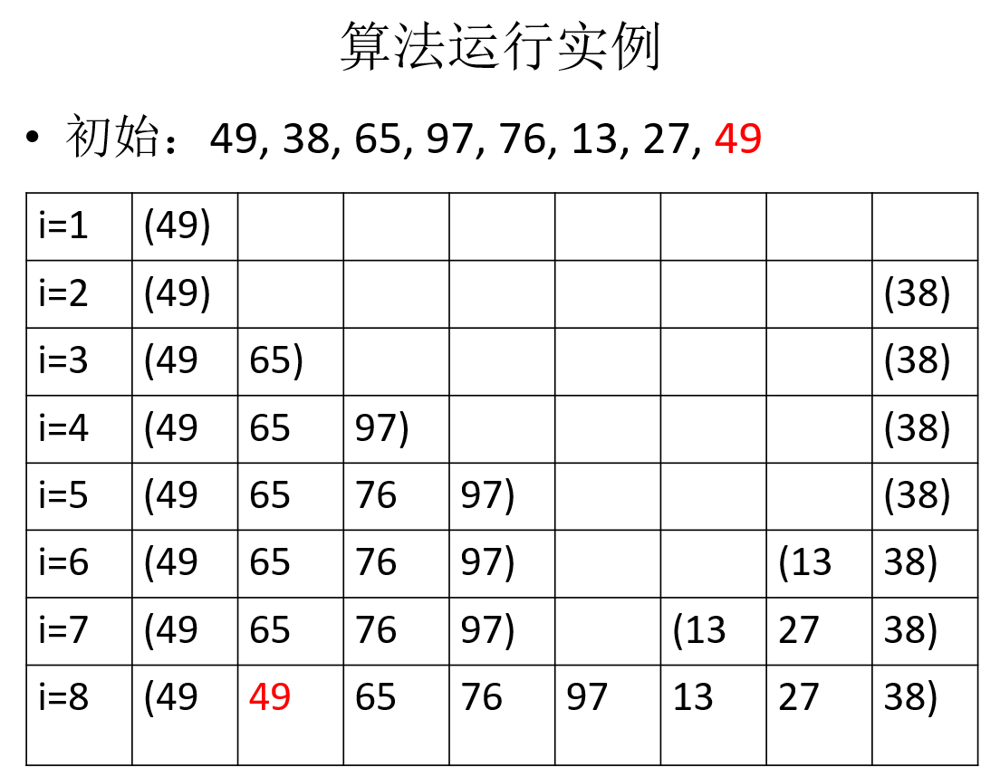 算法运行实例
• 初始：49, 38, 65, 97, 76, 13, 27, 49
i=1 (49)
i=2 (49) (38)
i=3 (49 65) (38)
i=4 (49 65 97) (38)
i=5 (49 65 76 97) (38)
i=6 (49 65 76 97) (13 38)
i=7 (49 65 76 97) (13 27 38)
i=8 (49 49 65 76 97 13 27 38)